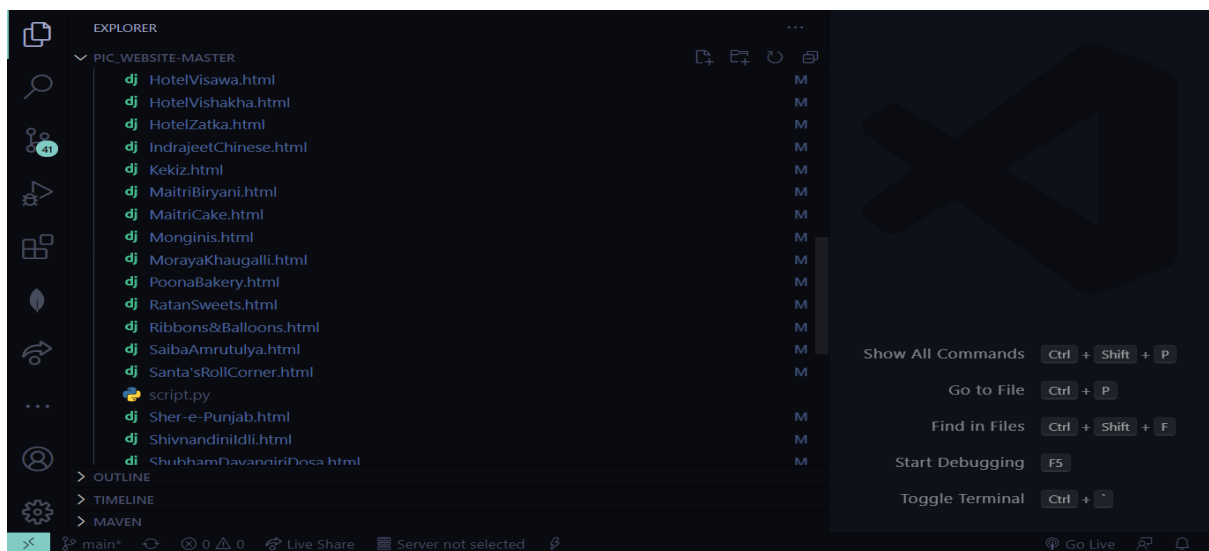 EXPLORER
...
PIC_WEBSITE-MASTER
dj HotelVisawa.html M
dj HotelVishakha.html M
dj HotelZatka.html M
41
dj IndrajeetChinese.html M
dj Kekiz.html M
dj MaitriBiryani.html M
dj MaitriCake.html M
dj Monginis.html M
dj MorayaKhaugalli.html M
dj PoonaBakery.html M
dj RatanSweets.html M
dj Ribbons&Balloons.html M
dj SaibaAmrutulya.html M
dj Santa'sRollCorner.html M
script.py
dj Sher-e-Punjab.html M
dj ShivnandiniIdli.html M
dj ShubhamDavangiriDosa.html M
OUTLINE
TIMELINE
MAVEN
Show All Commands Ctrl + Shift + P
Go to File Ctrl + P
Find in Files Ctrl + Shift + F
Start Debugging F5
Toggle Terminal Ctrl + `
main* 0 0 Live Share Server not selected Go Live